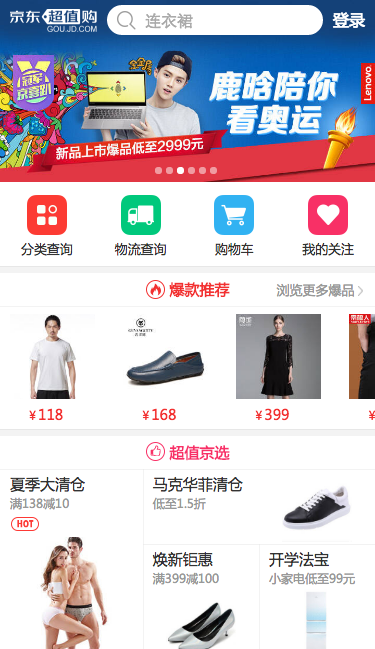 京东 超值购
GOU.JD.COM
连衣裙
登录
冠军
京喜趴
鹿晗陪你
看奥运
Lenovo
新品上市爆品低至2999元
分类查询
物流查询
购物车
我的关注
爆款推荐
浏览更多爆品
¥118
¥168
¥399
超值京选
夏季大清仓
满138减10
HOT
马克华菲清仓
低至1.5折
焕新钜惠
满399减100
开学法宝
小家电低至99元